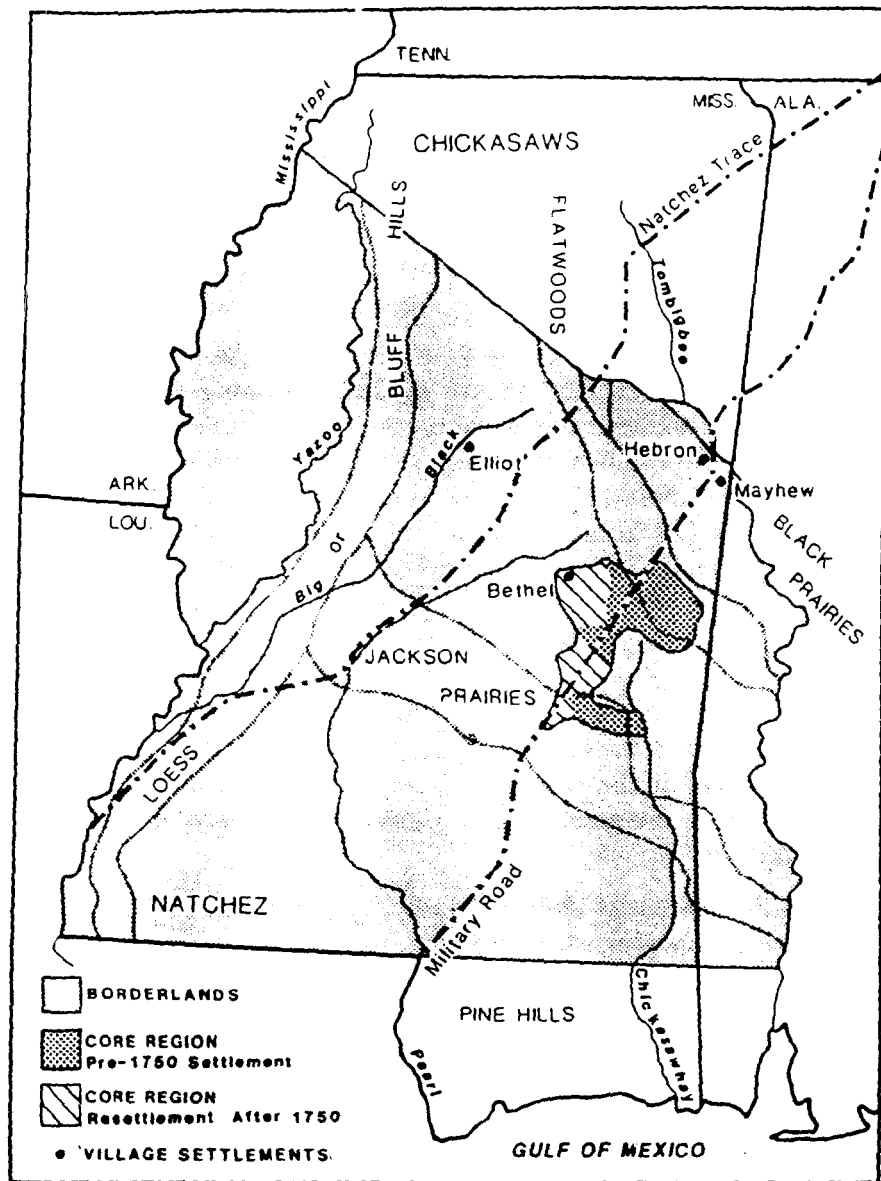 TENN.
Mississippi
MISS.
ALA.
CHICKASAWS
Natchez Trace
HILLS
FLATWOODS
Tombigbee
BLUFF
Yazoo
Black
Elliot
Hebron
Mayhew
ARK.
LOU.
BLACK PRAIRIES
or
Big
Bethel
JACKSON
PRAIRIES
LOESS
NATCHEZ
Military Road
BORDERLANDS
PINE HILLS
Chickasawhay
CORE REGION
Pre-1750 Settlement
Pearl
CORE REGION
Resettlement After 1750
VILLAGE SETTLEMENTS
GULF OF MEXICO